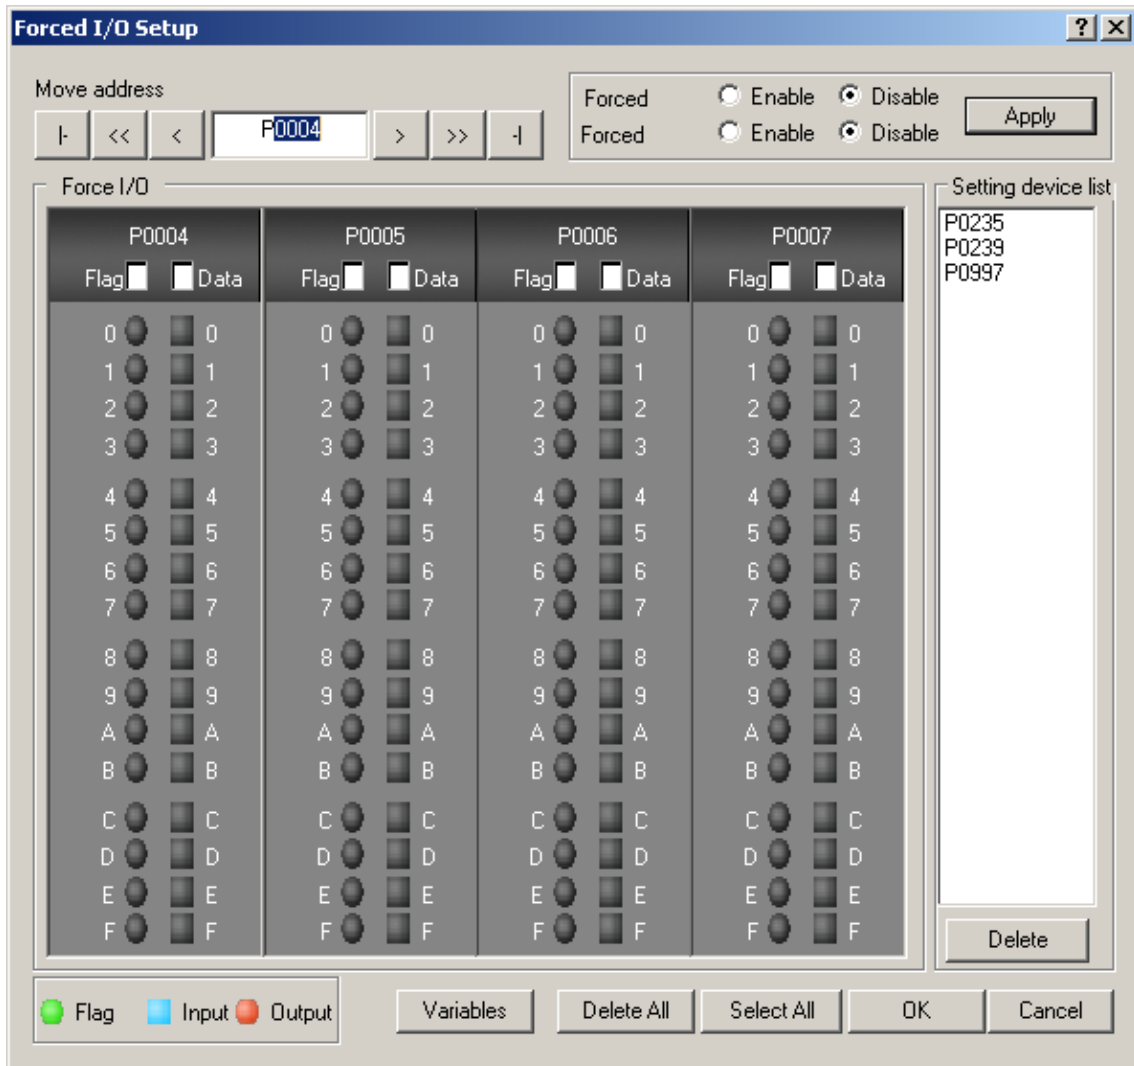 Forced I/O Setup
Move address
|- << < P0004 > >> -|
Forced Enable Disable
Forced Enable Disable
Apply
Force I/O
P0004 P0005 P0006 P0007
Flag Data Flag Data Flag Data Flag Data
0 0 0 0 0 0 0 0
1 1 1 1 1 1 1 1
2 2 2 2 2 2 2 2
3 3 3 3 3 3 3 3
4 4 4 4 4 4 4 4
5 5 5 5 5 5 5 5
6 6 6 6 6 6 6 6
7 7 7 7 7 7 7 7
8 8 8 8 8 8 8 8
9 9 9 9 9 9 9 9
A A A A A A A A
B B B B B B B B
C C C C C C C C
D D D D D D D D
E E E E E E E E
F F F F F F F F
Setting device list
P0235
P0239
P0997
Delete
Flag Input Output
Variables Delete All Select All OK Cancel